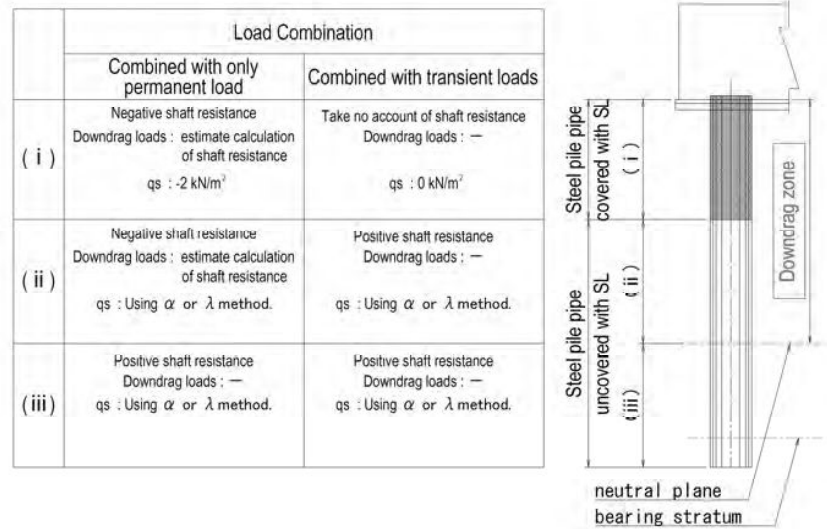 Load Combination
Combined with only
permanent load
Combined with transient loads
( i )
Negative shaft resistance
Downdrag loads : estimate calculation
of shaft resistance
qs : -2 kN/m²
Take no account of shaft resistance
Downdrag loads : —
qs : 0 kN/m²
( ii )
Negative shaft resistance
Downdrag loads : estimate calculation
of shaft resistance
qs : Using α or λ method.
Positive shaft resistance
Downdrag loads : —
qs : Using α or λ method.
(iii)
Positive shaft resistance
Downdrag loads : —
qs : Using α or λ method.
Positive shaft resistance
Downdrag loads : —
qs : Using α or λ method.
Steel pile pipe
covered with SL
( i )
Steel pile pipe
uncovered with SL
( ii )
(iii)
Downdrag zone
neutral plane
bearing stratum